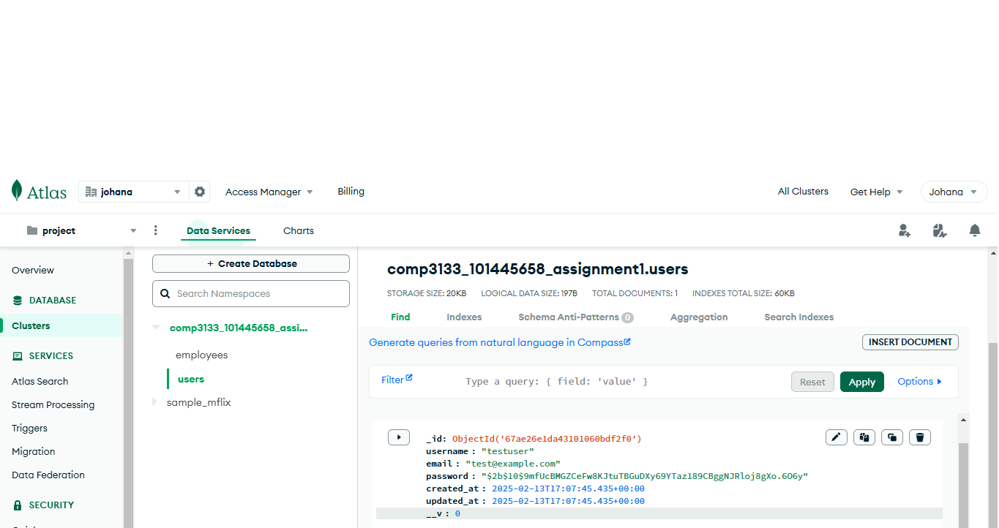 Atlas
johana
Access Manager
Billing
All Clusters
Get Help
Johana
project
Data Services
Charts
Overview
DATABASE
Clusters
SERVICES
Atlas Search
Stream Processing
Triggers
Migration
Data Federation
SECURITY
+ Create Database
Search Namespaces
comp3133_101445658_assi...
employees
users
sample_mflix
comp3133_101445658_assignment1.users
STORAGE SIZE: 20KB LOGICAL DATA SIZE: 197B TOTAL DOCUMENTS: 1 INDEXES TOTAL SIZE: 60KB
Find Indexes Schema Anti-Patterns 0 Aggregation Search Indexes
Generate queries from natural language in Compass
INSERT DOCUMENT
Filter
Type a query: { field: 'value' }
Reset
Apply
Options
_id: ObjectId('67ae26e1da43101060bdf2f0')
username : "testuser"
email : "test@example.com"
password : "$2b$10$9mfUcBMGZCeFw8KJtuTBGuDXy69YTaz189CBggNJRloj8gXo.6O6y"
created_at : 2025-02-13T17:07:45.435+00:00
updated_at : 2025-02-13T17:07:45.435+00:00
__v : 0